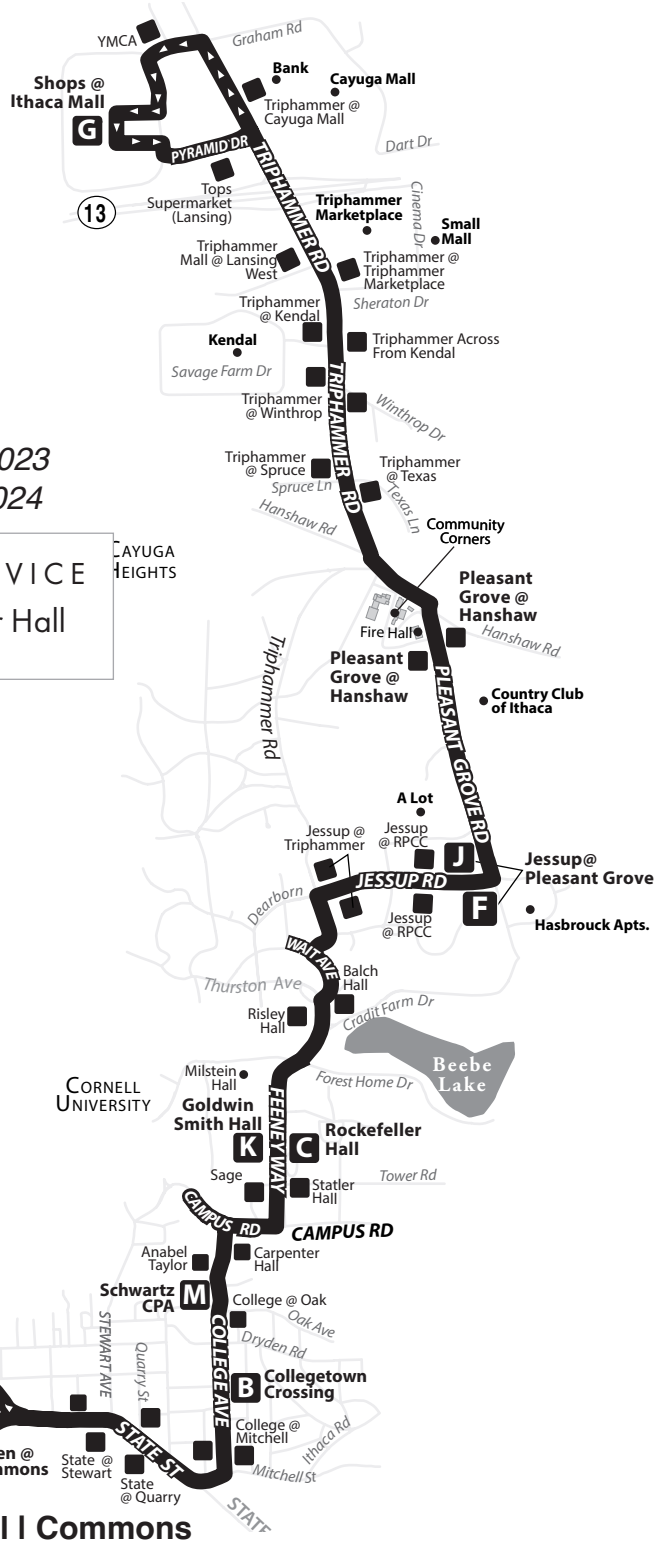 YMCA
Graham Rd
Bank
Cayuga Mall
Shops @
Ithaca Mall
G
Triphammer @
Cayuga Mall
Dart Dr
PYRAMID DR
TRIPHAMMER RD
Tops
Supermarket
(Lansing)
13
Triphammer
Marketplace
Cinema Dr
Small
Mall
Triphammer
Mall @ Lansing
West
Triphammer @
Triphammer
Marketplace
Sheraton Dr
Triphammer
@ Kendal
Kendal
Savage Farm Dr
Triphammer Across
From Kendal
TRIPHAMMER RD
Triphammer
@ Winthrop
Winthrop Dr
023
024
Triphammer
@ Spruce
Spruce Ln
Triphammer
@ Texas
Texas Ln
Hanshaw Rd
Community
Corners
VICE
r Hall
CAYUGA
HEIGHTS
Pleasant
Grove @
Hanshaw
Fire Hall
Hanshaw Rd
Pleasant
Grove @
Hanshaw
Triphammer Rd
PLEASANT GROVE RD
Country Club
of Ithaca
A Lot
Jessup @
Triphammer
Jessup
@ RPCC
J
Jessup@
Pleasant Grove
JESSUP RD
F
Dearborn
Jessup
@ RPCC
Hasbrouck Apts.
WAIT AVE
Thurston Ave
Balch
Hall
Risley
Hall
Cradit Farm Dr
Beebe
Lake
Milstein
Hall
Forest Home Dr
CORNELL
UNIVERSITY
Goldwin
Smith Hall
K
FEENEY WAY
C
Rockefeller
Hall
Sage
Statler
Hall
Tower Rd
CAMPUS RD
CAMPUS RD
Anabel
Taylor
Carpenter
Hall
Schwartz
CPA
M
College @ Oak
Oak Ave
Dryden Rd
STEWART AVE
Quarry St
COLLEGE AVE
B
Collegetown
Crossing
College @
Mitchell
Ithaca Rd
Mitchell St
STATE ST
en @
mmons
State @
Stewart
State
@ Quarry
STATE
l l Commons